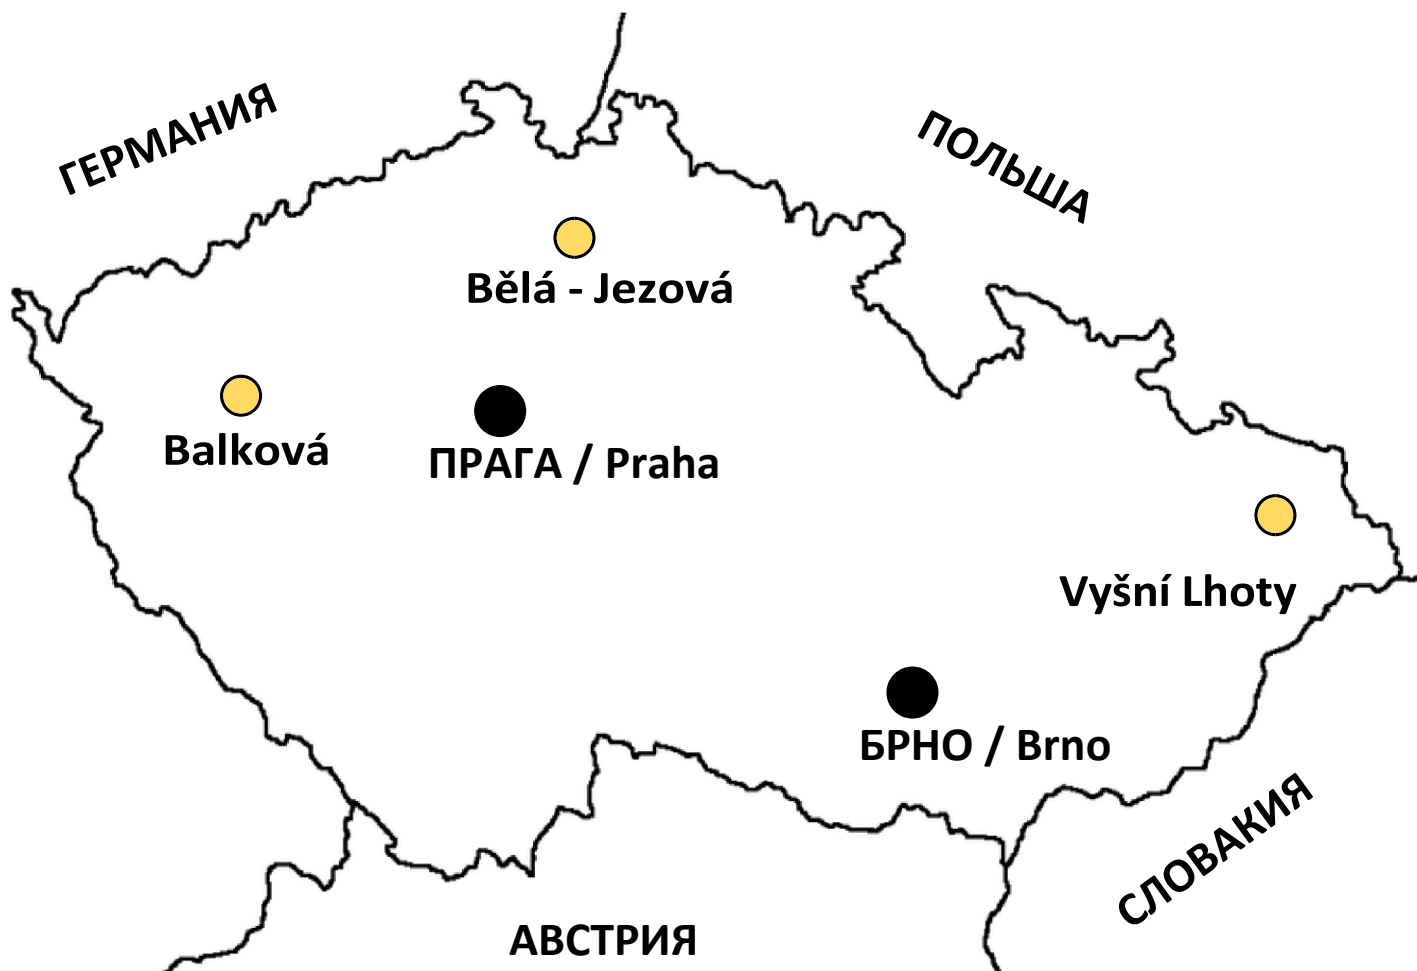 ГЕРМАНИЯ
ПОЛЬША
Bělá - Jezová
Balková
ПРАГА / Praha
Vyšní Lhoty
БРНО / Brno
СЛОВАКИЯ
АВСТРИЯ